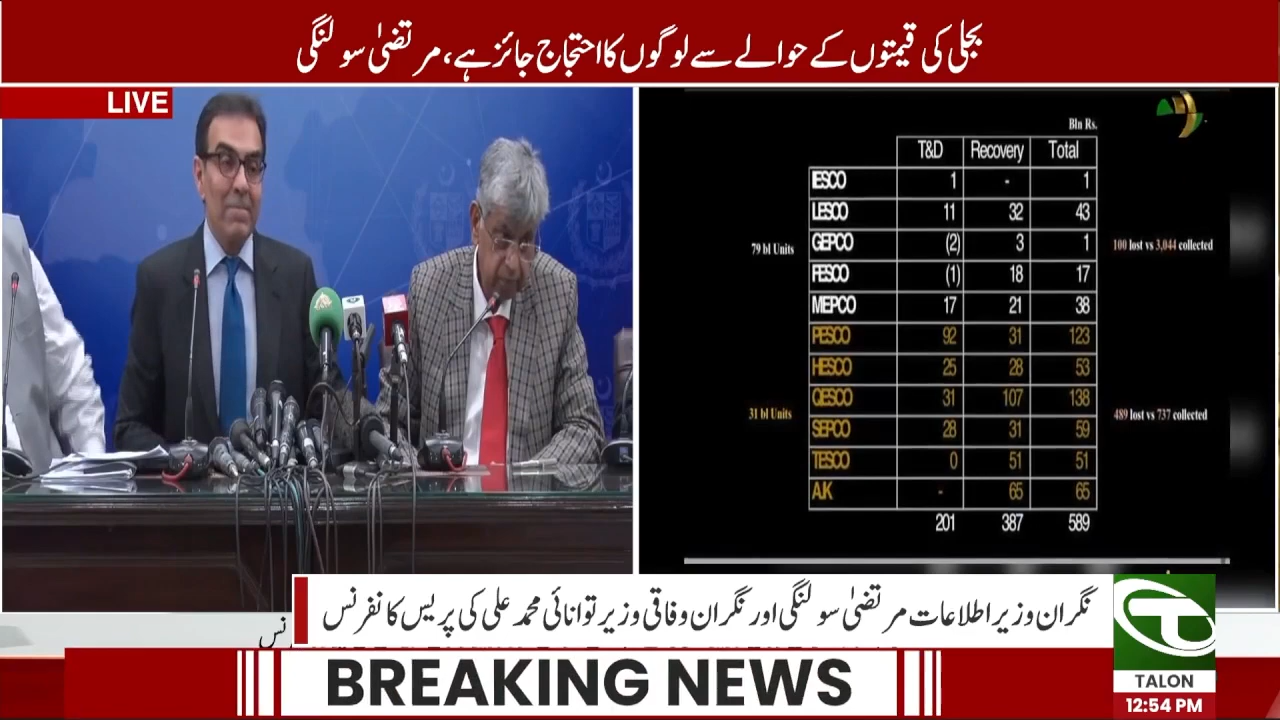 بجلی کی قیمتوں کے حوالے سے لوگوں کا احتجاج جائز ہے، مرتضیٰ سولنگی
LIVE
Bln Rs.
T&D Recovery Total
IESCO 1 - 1
LESCO 11 32 43
79 bl Units GEPCO (2) 3 1 100 lost vs 3,044 collected
FESCO (1) 18 17
MEPCO 17 21 38
PESCO 92 31 123
HESCO 25 28 53
QESCO 31 107 138
31 bl Units 489 lost vs 737 collected
SEPCO 28 31 59
TESCO 0 51 51
AJK - 65 65
201 387 589
نگران وزیر اطلاعات مرتضیٰ سولنگی اور نگران وفاقی وزیر توانائی محمد علی کی پریس کانفرنس
BREAKING NEWS
TALON
12:54 PM